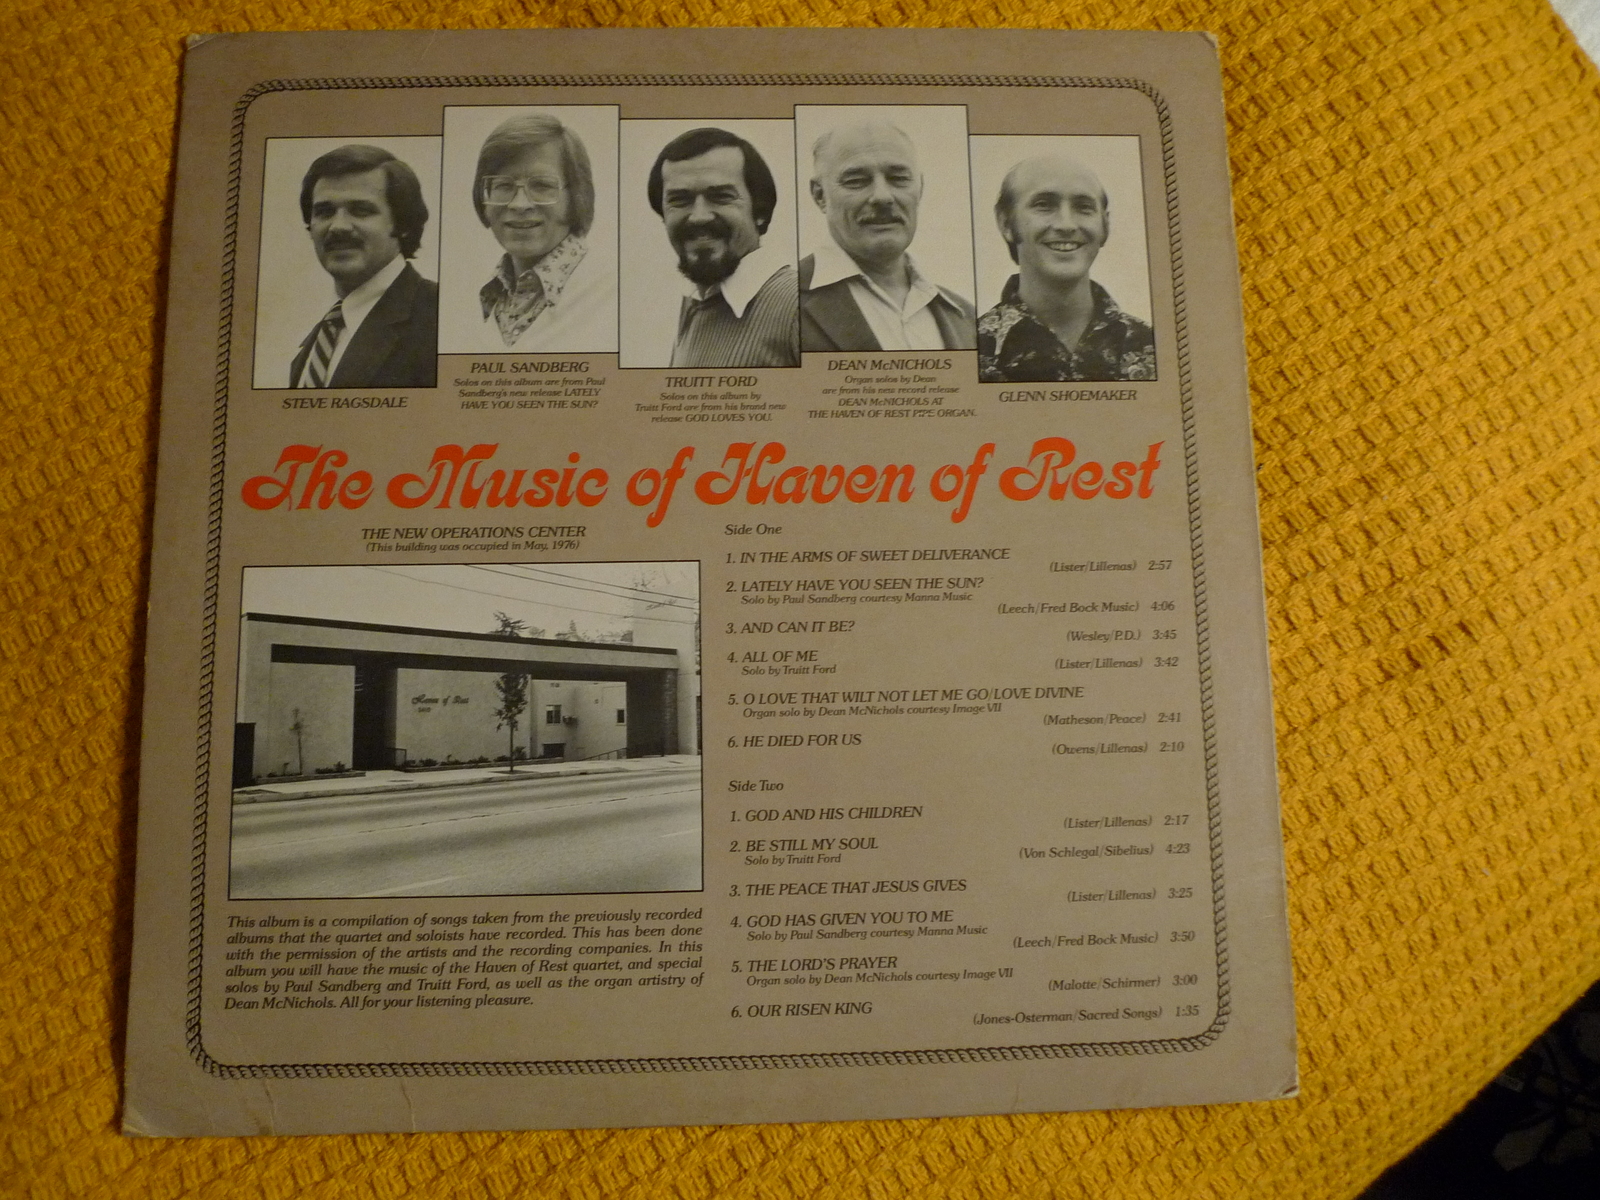 STEVE RAGSDALE
PAUL SANDBERG
Solos on this album are from Paul
Sandberg's new release LATELY
HAVE YOU SEEN THE SUN?
TRUITT FORD
Solos on this album by
Truitt Ford are from his brand new
release GOD LOVES YOU.
DEAN McNICHOLS
Organ solos by Dean
are from his new record release
DEAN McNICHOLS AT
THE HAVEN OF REST PIPE ORGAN.
GLENN SHOEMAKER
The Music of Haven of Rest
THE NEW OPERATIONS CENTER
(This building was occupied in May, 1976)
Haven of Rest
This album is a compilation of songs taken from the previously recorded
albums that the quartet and soloists have recorded. This has been done
with the permission of the artists and the recording companies. In this
album you will have the music of the Haven of Rest quartet, and special
solos by Paul Sandberg and Truitt Ford, as well as the organ artistry of
Dean McNichols. All for your listening pleasure.
Side One
1. IN THE ARMS OF SWEET DELIVERANCE
(Lister/Lillenas) 2:57
2. LATELY HAVE YOU SEEN THE SUN?
Solo by Paul Sandberg courtesy Manna Music
(Leech/Fred Bock Music) 4:06
3. AND CAN IT BE?
(Wesley/P.D.) 3:45
4. ALL OF ME
Solo by Truitt Ford
(Lister/Lillenas) 3:42
5. O LOVE THAT WILT NOT LET ME GO/LOVE DIVINE
Organ solo by Dean McNichols courtesy Image VII
(Matheson/Peace) 2:41
6. HE DIED FOR US
(Owens/Lillenas) 2:10
Side Two
1. GOD AND HIS CHILDREN
(Lister/Lillenas) 2:17
2. BE STILL MY SOUL
Solo by Truitt Ford
(Von Schlegal/Sibelius) 4:23
3. THE PEACE THAT JESUS GIVES
(Lister/Lillenas) 3:25
4. GOD HAS GIVEN YOU TO ME
Solo by Paul Sandberg courtesy Manna Music
(Leech/Fred Bock Music) 3:50
5. THE LORD'S PRAYER
Organ solo by Dean McNichols courtesy Image VII
(Malotte/Schirmer) 3:00
6. OUR RISEN KING
(Jones-Osterman/Sacred Songs) 1:35